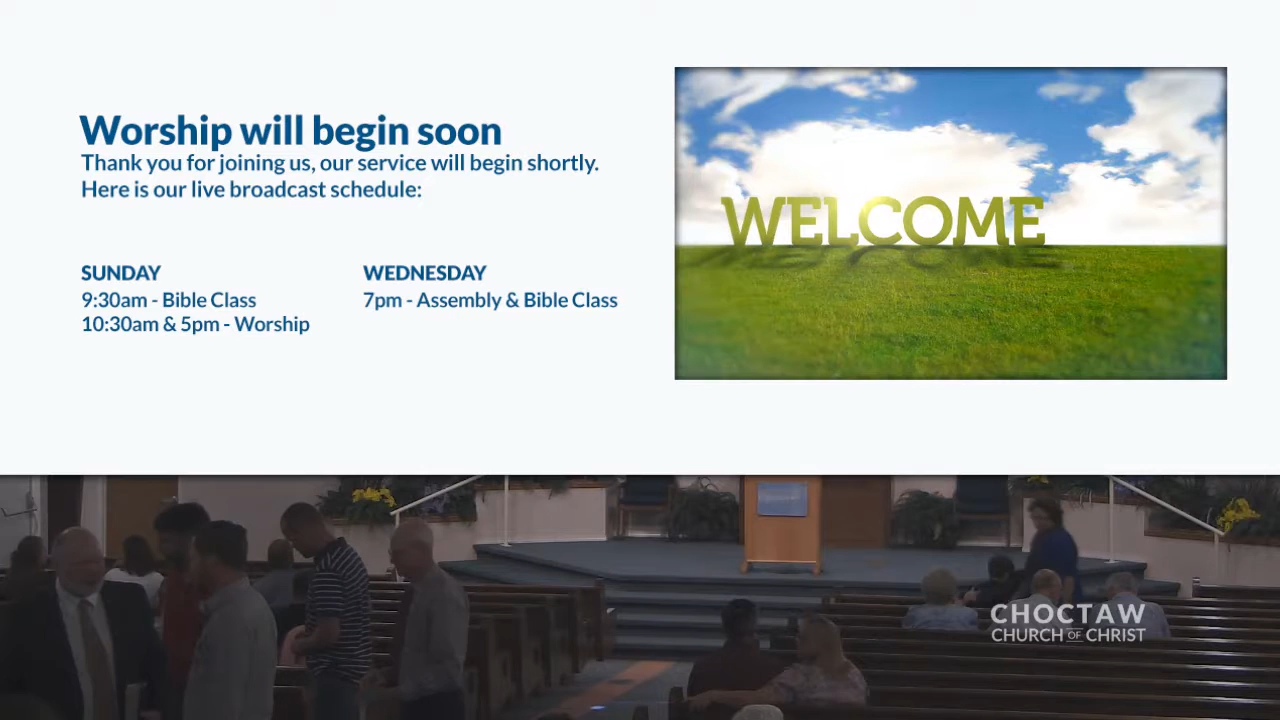 Worship will begin soon
Thank you for joining us, our service will begin shortly.
Here is our live broadcast schedule:
SUNDAY
9:30am - Bible Class
10:30am & 5pm - Worship
WEDNESDAY
7pm - Assembly & Bible Class
WELCOME
CHOCTAW
CHURCH OF CHRIST